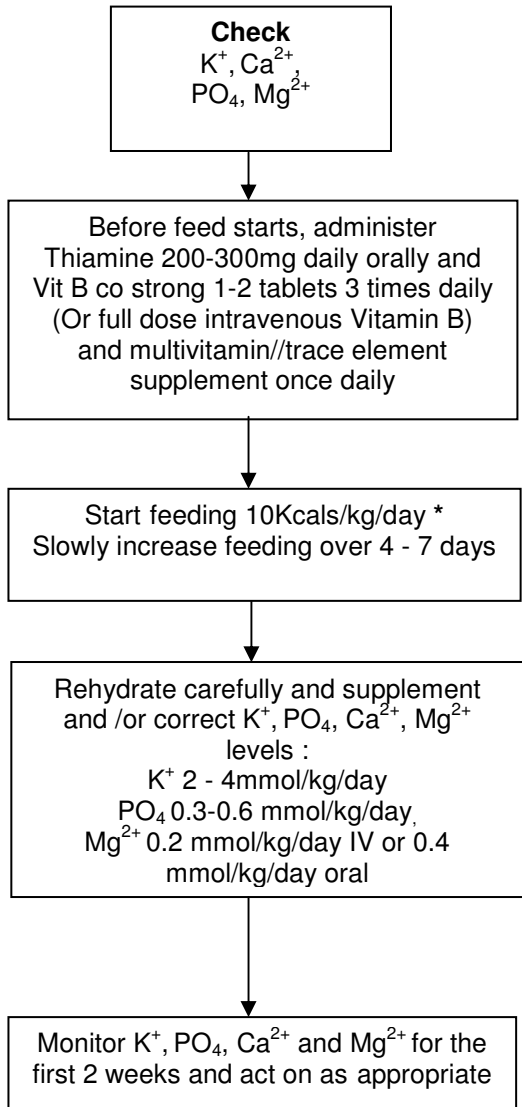 Check
K⁺, Ca²⁺,
PO₄, Mg²⁺
Before feed starts, administer
Thiamine 200-300mg daily orally and
Vit B co strong 1-2 tablets 3 times daily
(Or full dose intravenous Vitamin B)
and multivitamin//trace element
supplement once daily
Start feeding 10Kcals/kg/day *
Slowly increase feeding over 4 - 7 days
Rehydrate carefully and supplement
and /or correct K⁺, PO₄, Ca²⁺, Mg²⁺
levels :
K⁺ 2 - 4mmol/kg/day
PO₄ 0.3-0.6 mmol/kg/day,
Mg²⁺ 0.2 mmol/kg/day IV or 0.4
mmol/kg/day oral
Monitor K⁺, PO₄, Ca²⁺ and Mg²⁺ for the
first 2 weeks and act on as appropriate